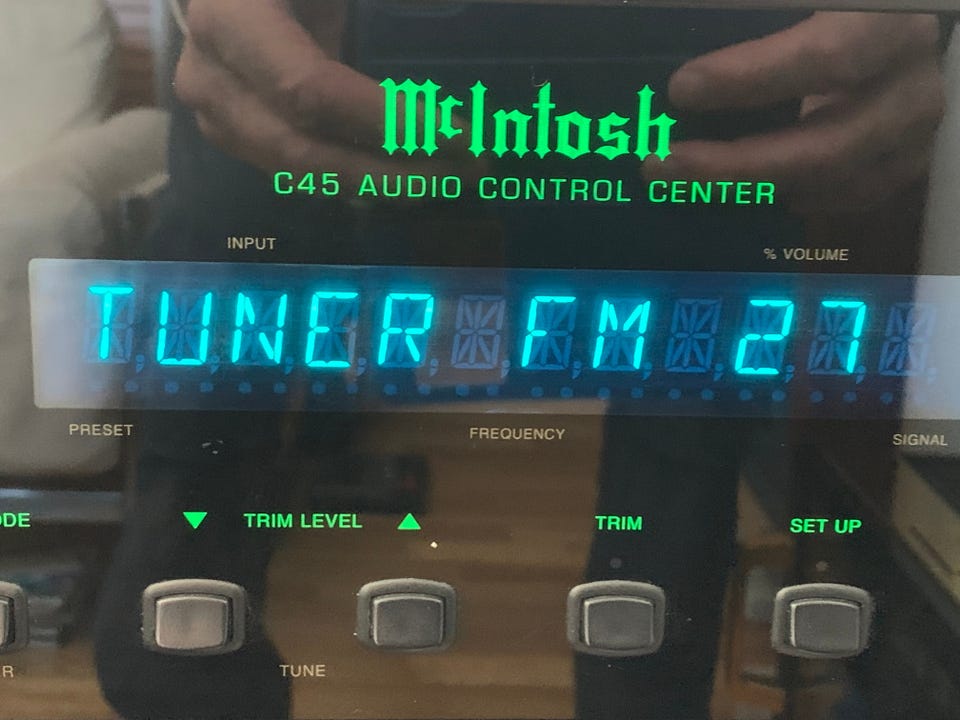 McIntosh
C45 AUDIO CONTROL CENTER
INPUT % VOLUME
TUNER FM 27
PRESET FREQUENCY SIGNAL
ODE TRIM LEVEL TRIM SET UP
R TUNE